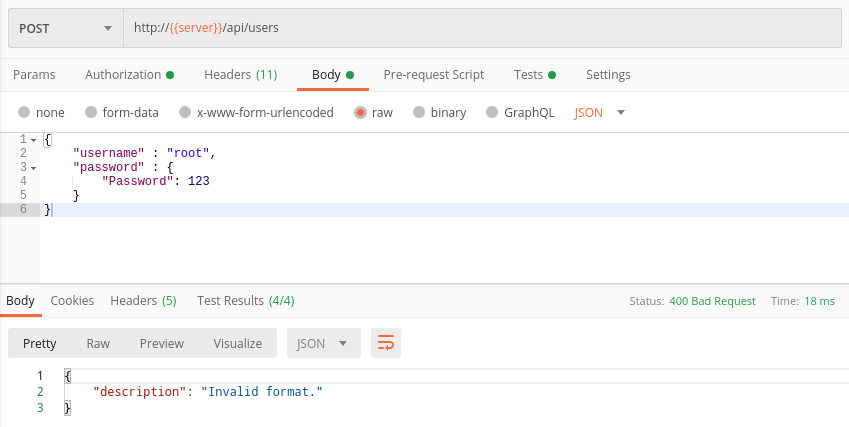 POST http://{{server}}/api/users
Params Authorization Headers (11) Body Pre-request Script Tests Settings
none form-data x-www-form-urlencoded raw binary GraphQL JSON
1 {
2 "username" : "root",
3 "password" : {
4 "Password": 123
5 }
6 }
Body Cookies Headers (5) Test Results (4/4) Status: 400 Bad Request Time: 18 ms
Pretty Raw Preview Visualize JSON
1 {
2 "description": "Invalid format."
3 }